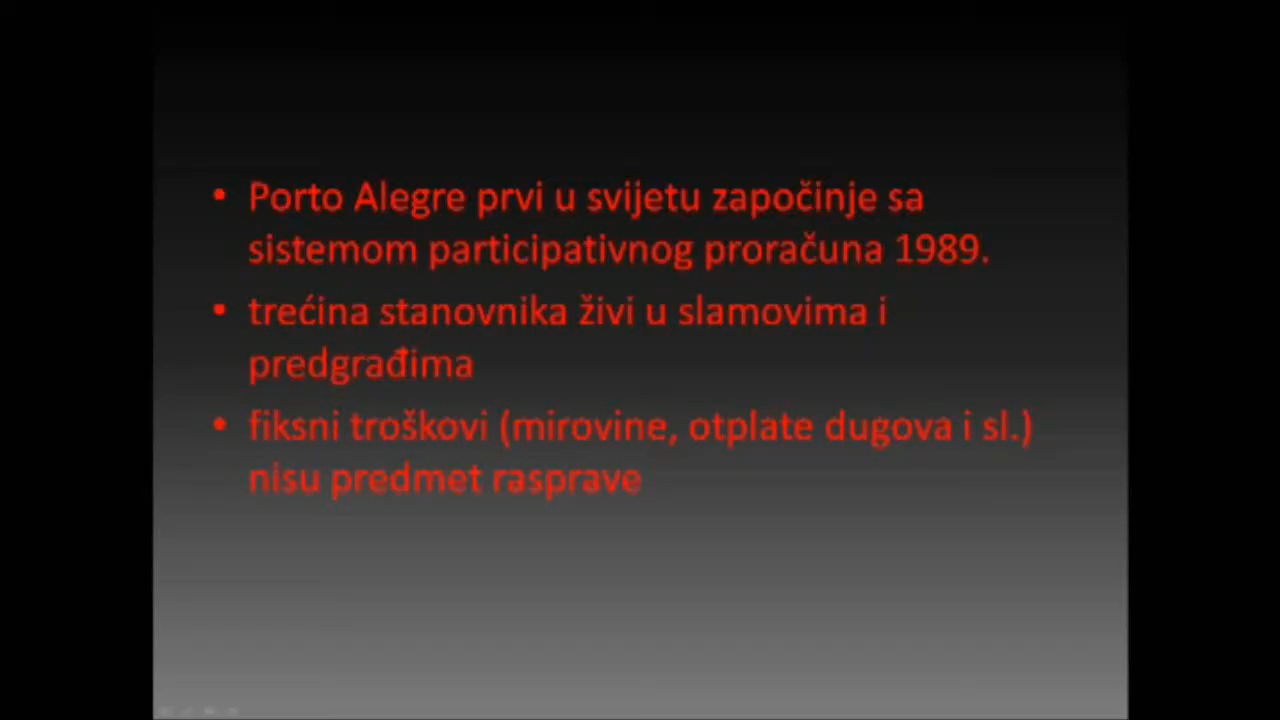 • Porto Alegre prvi u svijetu započinje sa
sistemom participativnog proračuna 1989.
• trećina stanovnika živi u slamovima i
predgrađima
• fiksni troškovi (mirovine, otplate dugova i sl.)
nisu predmet rasprave